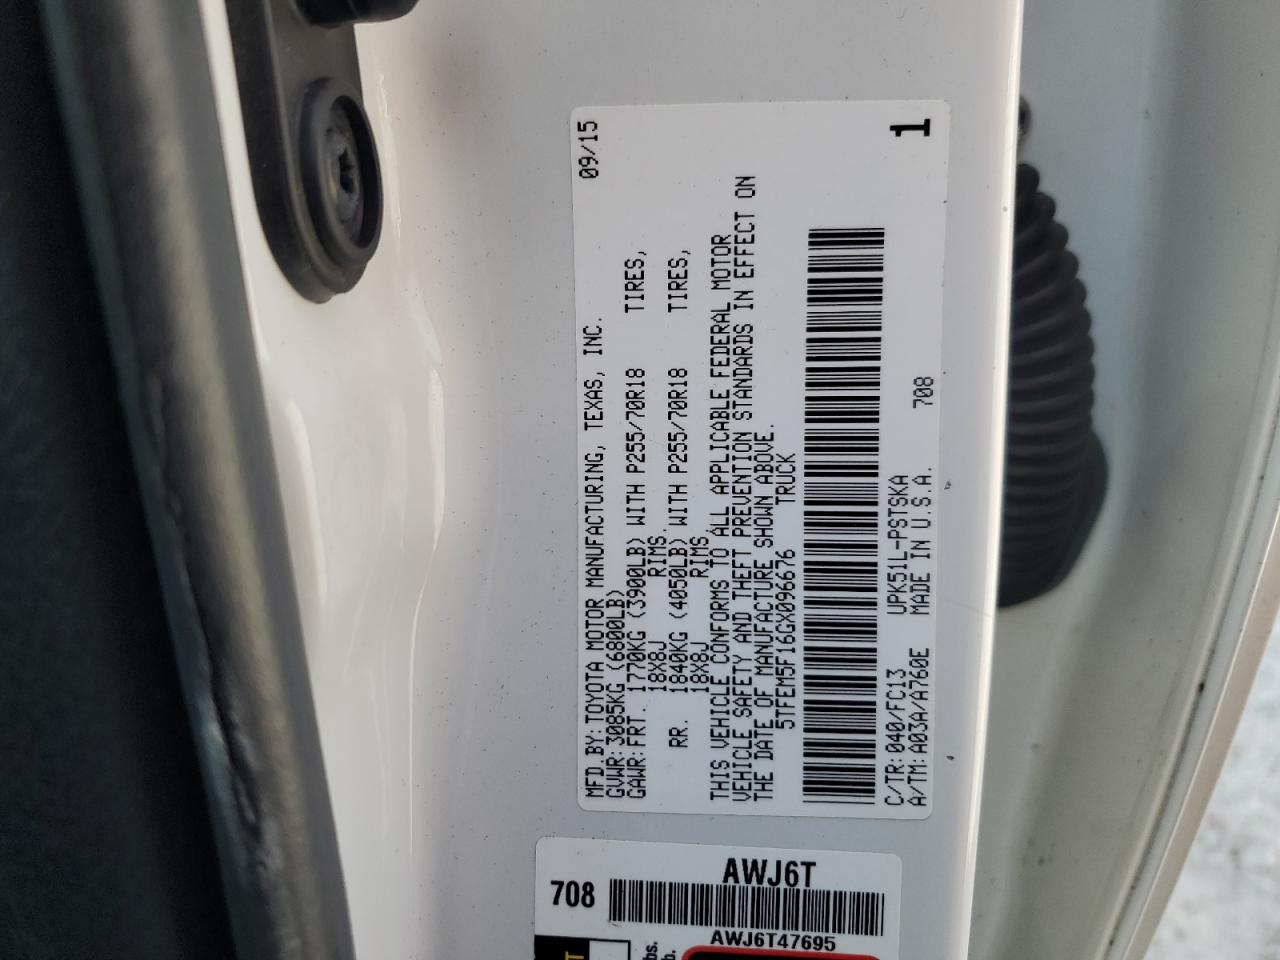 MFD.BY:TOYOTA MOTOR MANUFACTURING, TEXAS, INC. 09/15
GVWR:3085KG (6800LB)
GAWR:FRT. 1770KG (3900LB) WITH P255/70R18 TIRES,
18X8J RIMS,
RR. 1840KG (4050LB) WITH P255/70R18 TIRES,
18X8J RIMS,
THIS VEHICLE CONFORMS TO ALL APPLICABLE FEDERAL MOTOR
VEHICLE SAFETY AND THEFT PREVENTION STANDARDS IN EFFECT ON
THE DATE OF MANUFACTURE SHOWN ABOVE.
5TFEM5F16GX096676 TRUCK
C/TR:040/FC13 UPK51L-PSTSKA
A/TM:A03A/A760E MADE IN U.S.A. 708
1
AWJ6T
708
AWJ6T47695